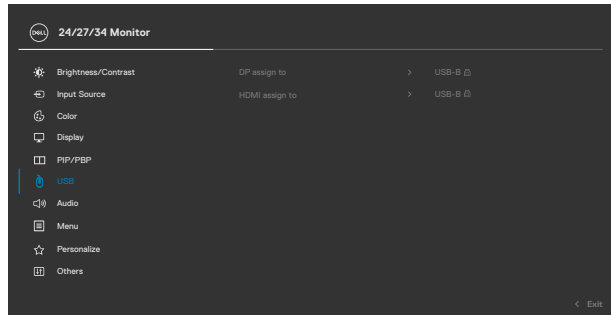 DELL
24/27/34 Monitor
Brightness/Contrast
DP assign to > USB-B
Input Source
HDMI assign to > USB-B
Color
Display
PIP/PBP
USB
Audio
Menu
Personalize
Others
< Exit